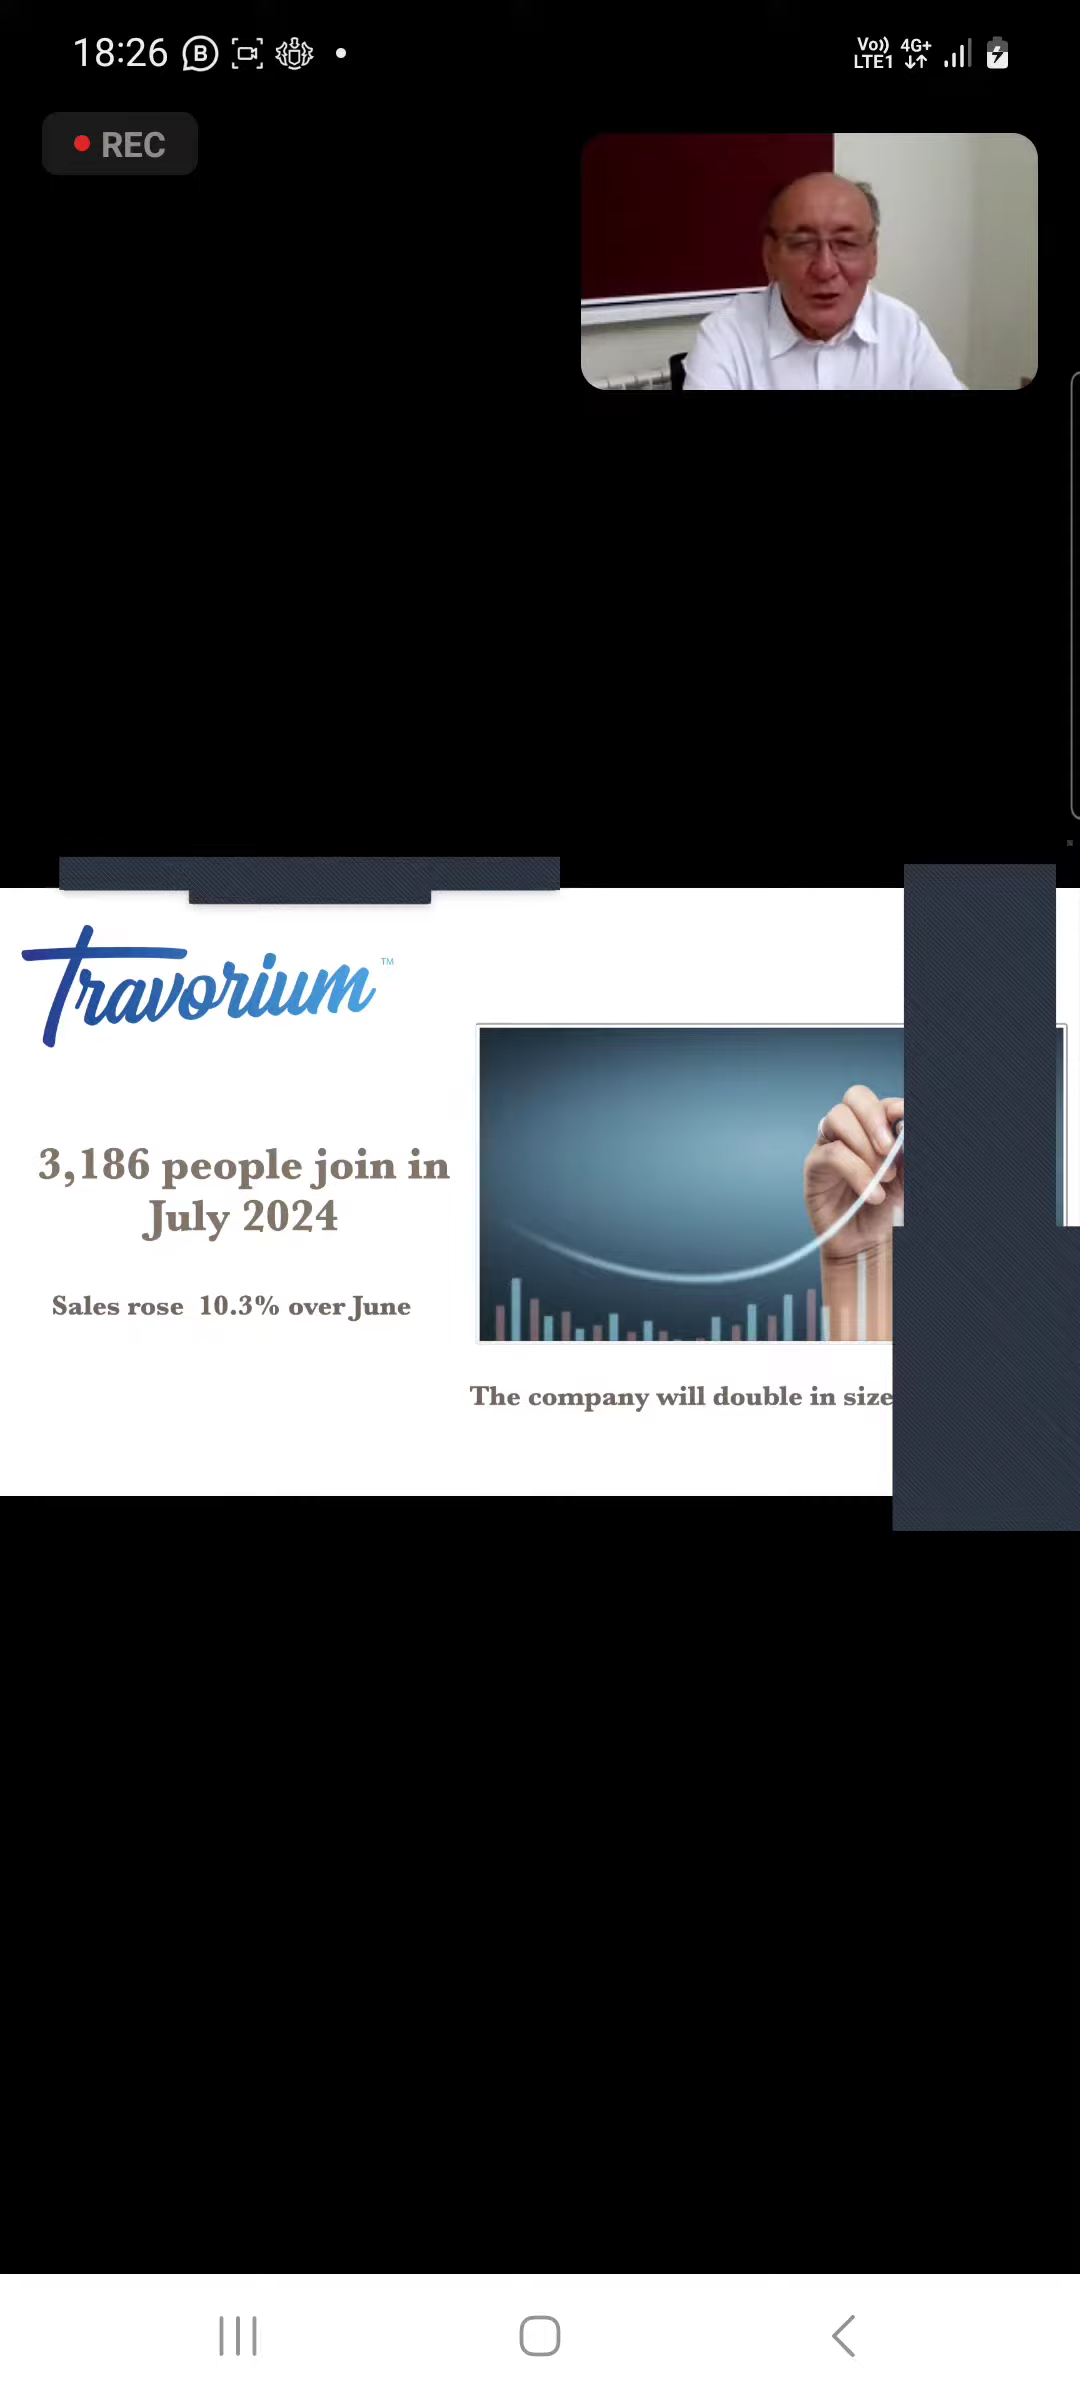 18:26
Vo)) 4G+
LTE1
REC
Travorium™
3,186 people join in
July 2024
Sales rose 10.3% over June
The company will double in size